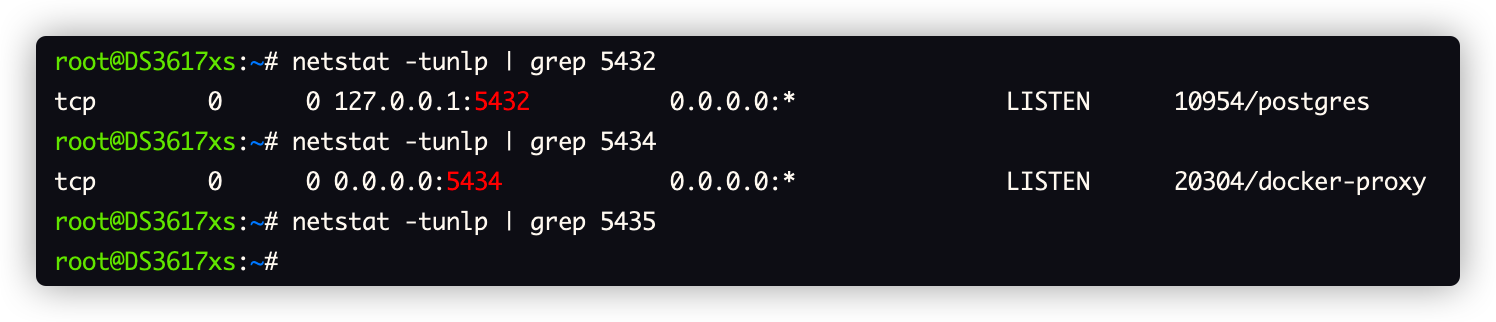 root@DS3617xs:~# netstat -tunlp | grep 5432
tcp        0      0 127.0.0.1:5432          0.0.0.0:*               LISTEN      10954/postgres
root@DS3617xs:~# netstat -tunlp | grep 5434
tcp        0      0 0.0.0.0:5434            0.0.0.0:*               LISTEN      20304/docker-proxy
root@DS3617xs:~# netstat -tunlp | grep 5435
root@DS3617xs:~#